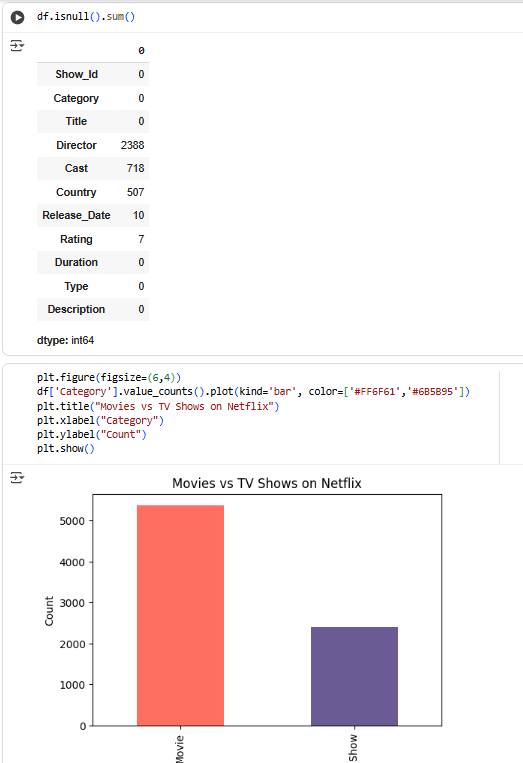 df.isnull().sum()
0
Show_Id 0
Category 0
Title 0
Director 2388
Cast 718
Country 507
Release_Date 10
Rating 7
Duration 0
Type 0
Description 0
dtype: int64
plt.figure(figsize=(6,4))
df['Category'].value_counts().plot(kind='bar', color=['#FF6F61','#6B5B95'])
plt.title("Movies vs TV Shows on Netflix")
plt.xlabel("Category")
plt.ylabel("Count")
plt.show()
Movies vs TV Shows on Netflix
5000
4000
3000
2000
1000
0
Count
Movie
Show